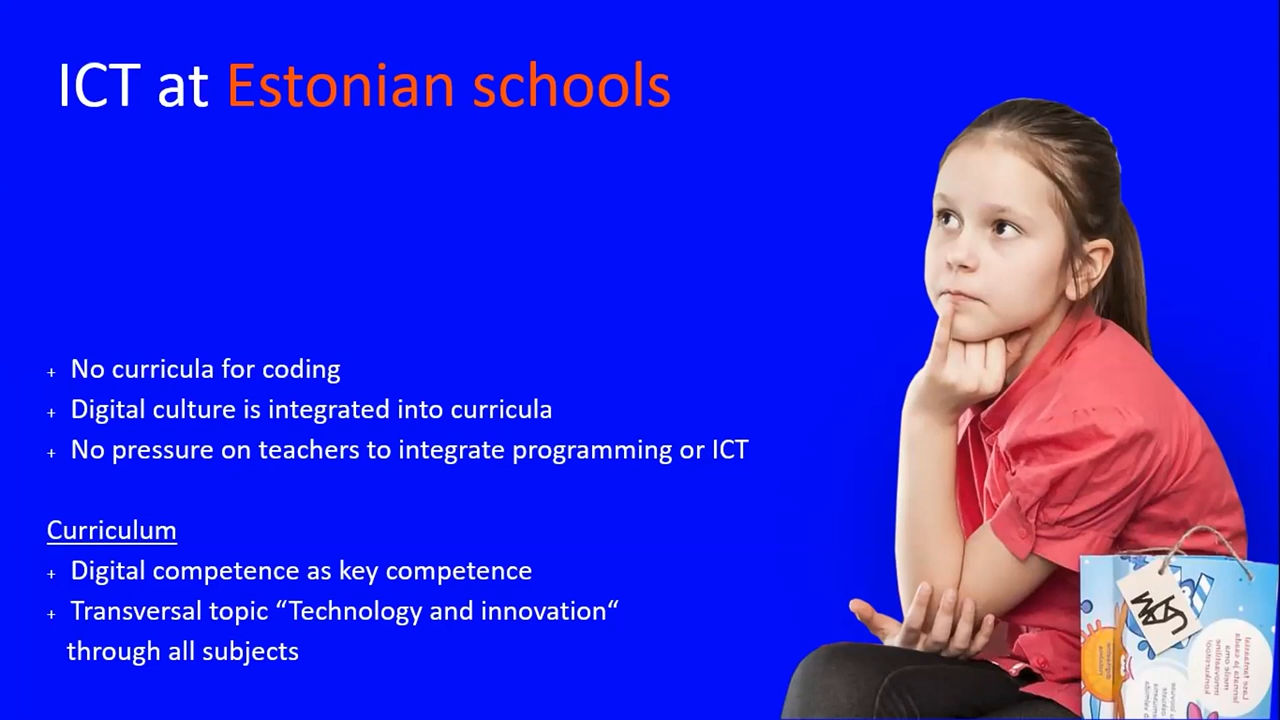 ICT at Estonian schools
+ No curricula for coding
+ Digital culture is integrated into curricula
+ No pressure on teachers to integrate programming or ICT
Curriculum
+ Digital competence as key competence
+ Transversal topic “Technology and innovation“
through all subjects